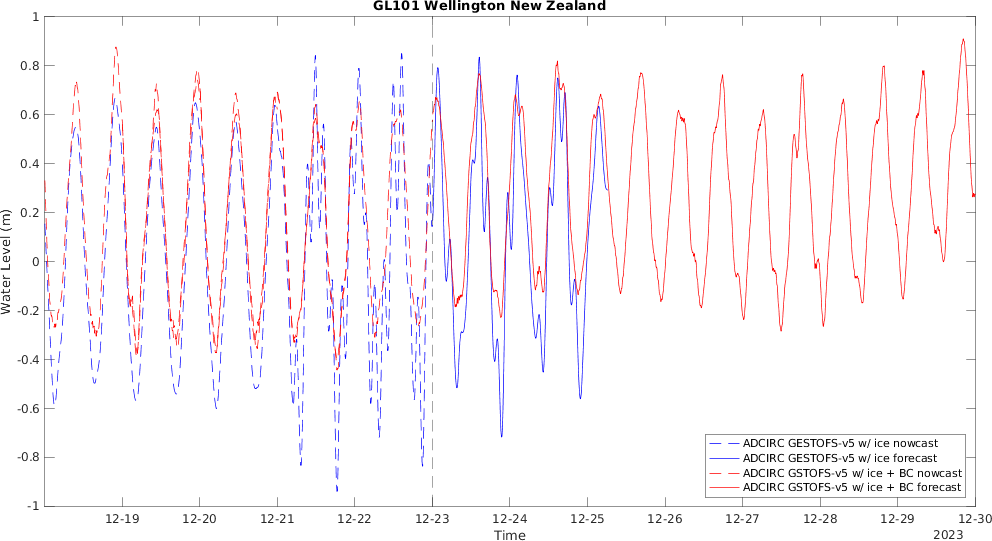 GL101 Wellington New Zealand
1
0.8
0.6
0.4
0.2
0
-0.2
-0.4
-0.6
-0.8
-1
Water Level (m)
ADCIRC GESTOFS-v5 w/ ice nowcast
ADCIRC GESTOFS-v5 w/ ice forecast
ADCIRC GSTOFS-v5 w/ ice + BC nowcast
ADCIRC GSTOFS-v5 w/ ice + BC forecast
12-19 12-20 12-21 12-22 12-23 12-24 12-25 12-26 12-27 12-28 12-29 12-30
Time
2023